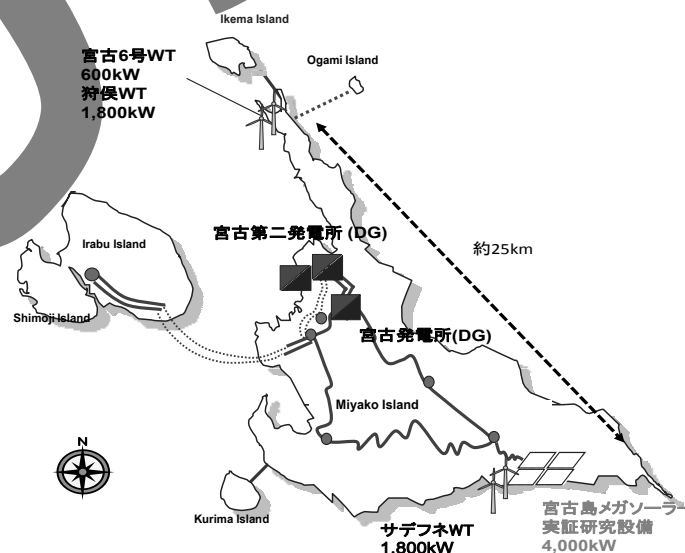 Ikema Island
宮古6号WT
600kW
狩俣WT
1,800kW
Ogami Island
宮古第二発電所 (DG)
約25km
Irabu Island
Shimoji Island
宮古発電所(DG)
Miyako Island
N
Kurima Island
サデフネWT
1,800kW
宮古島メガソーラー
実証研究設備
4,000kW